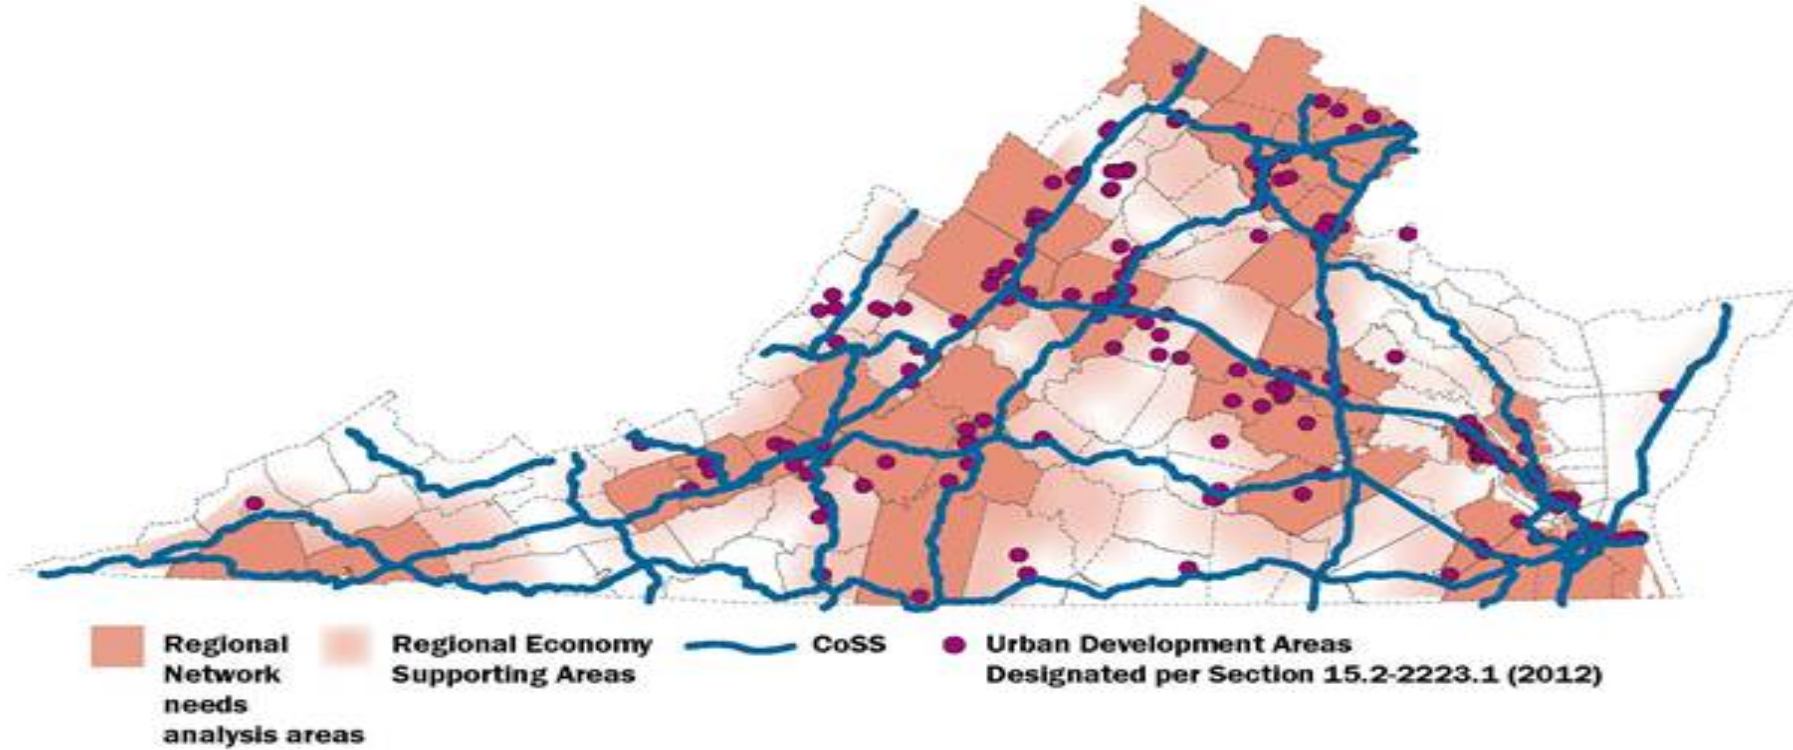 Regional
Network
needs
analysis areas
Regional Economy
Supporting Areas
CoSS
Urban Development Areas
Designated per Section 15.2-2223.1 (2012)